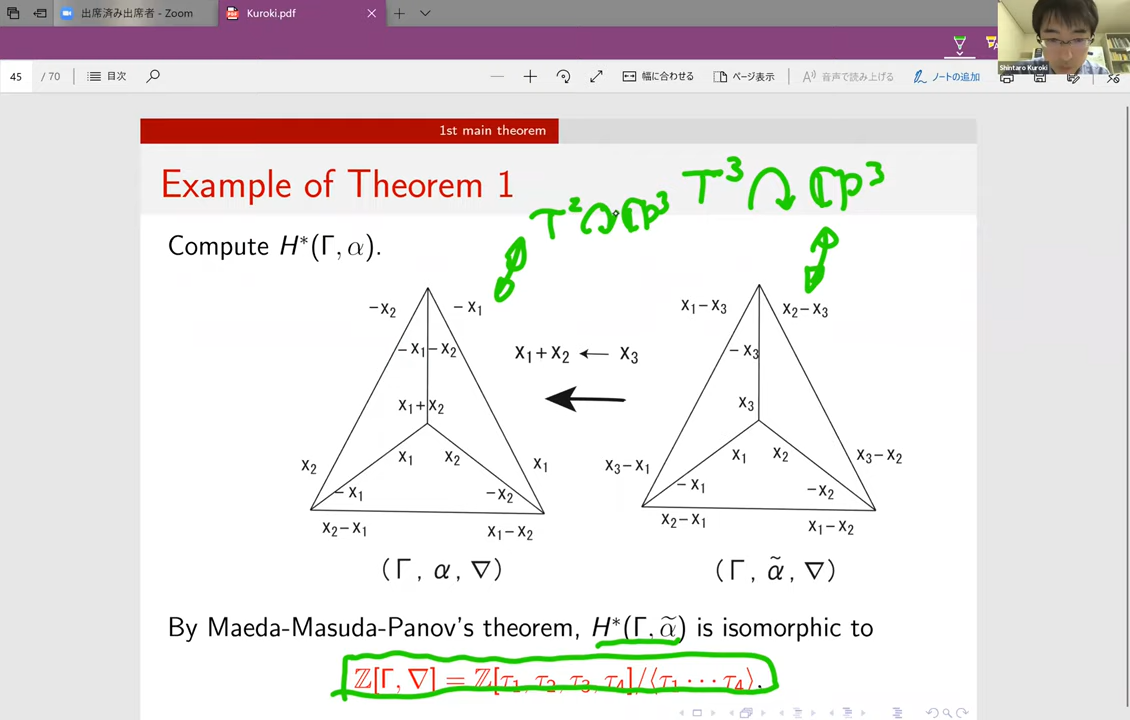 出席済み出席者 - Zoom
Kuroki.pdf
45 / 70
目次
幅に合わせる
ページ表示
音声で読み上げる
ノートの追加
Shintaro Kuroki
1st main theorem
Example of Theorem 1
T² ↷ ℂP³
T³ ↷ ℂP³
Compute H*(Γ, α).
−x₂ −x₁
−x₁−x₂
x₁+x₂
x₁ x₂
x₂ x₁
−x₁ −x₂
x₂−x₁ x₁−x₂
(Γ, α, ∇)
x₁+x₂ ← x₃
x₁−x₃ x₂−x₃
−x₃
x₃
x₁ x₂
x₃−x₁ x₃−x₂
−x₁ −x₂
x₂−x₁ x₁−x₂
(Γ, α̃, ∇)
By Maeda-Masuda-Panov's theorem, H*(Γ, α̃) is isomorphic to
ℤ[Γ, ∇] = ℤ[τ₁, τ₂, τ₃, τ₄]/⟨τ₁ ⋯ τ₄⟩.